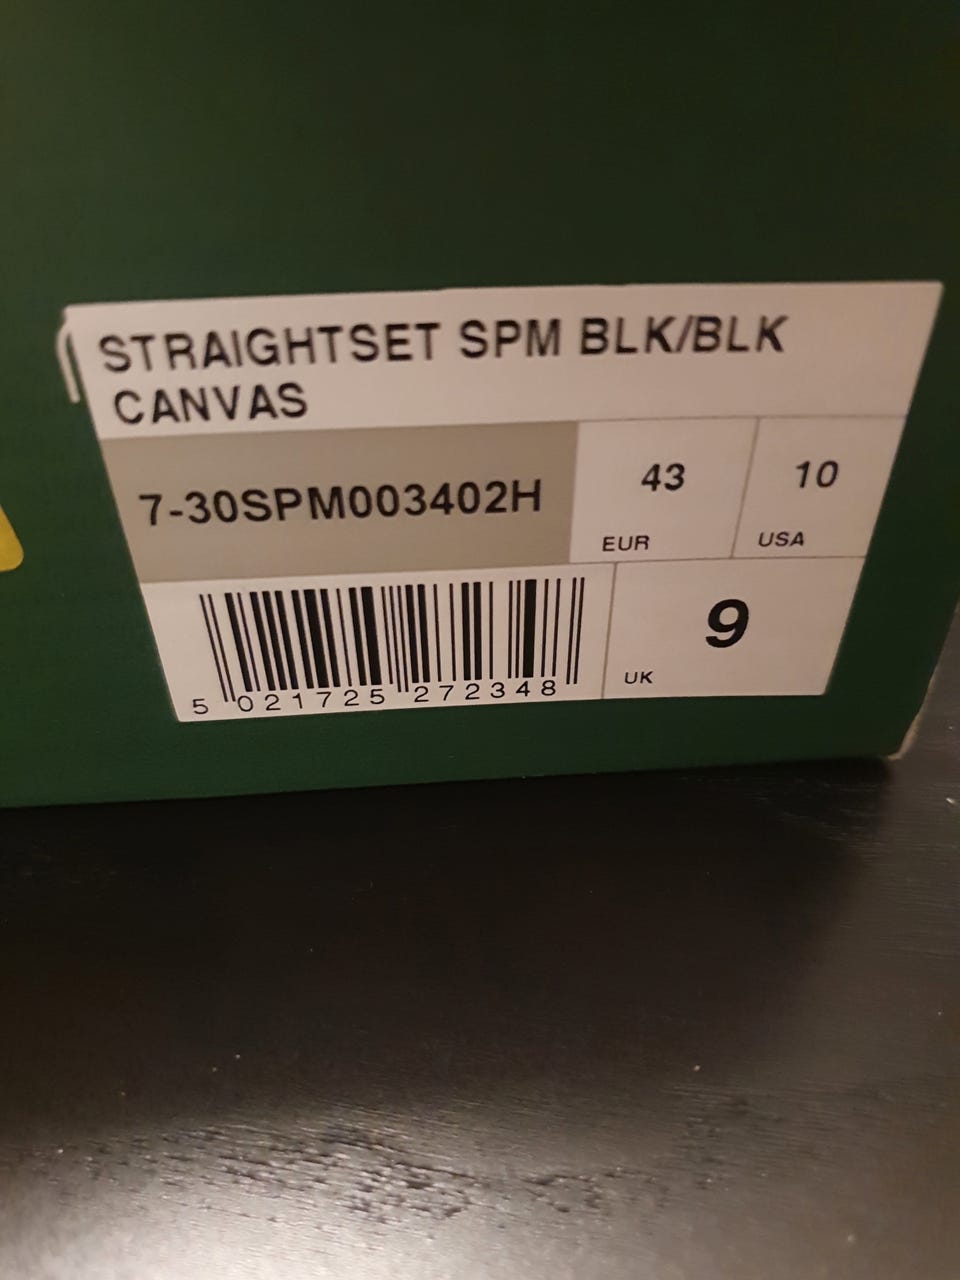 STRAIGHTSET SPM BLK/BLK
CANVAS
7-30SPM003402H
43
EUR
10
USA
5 021725 272348
9
UK